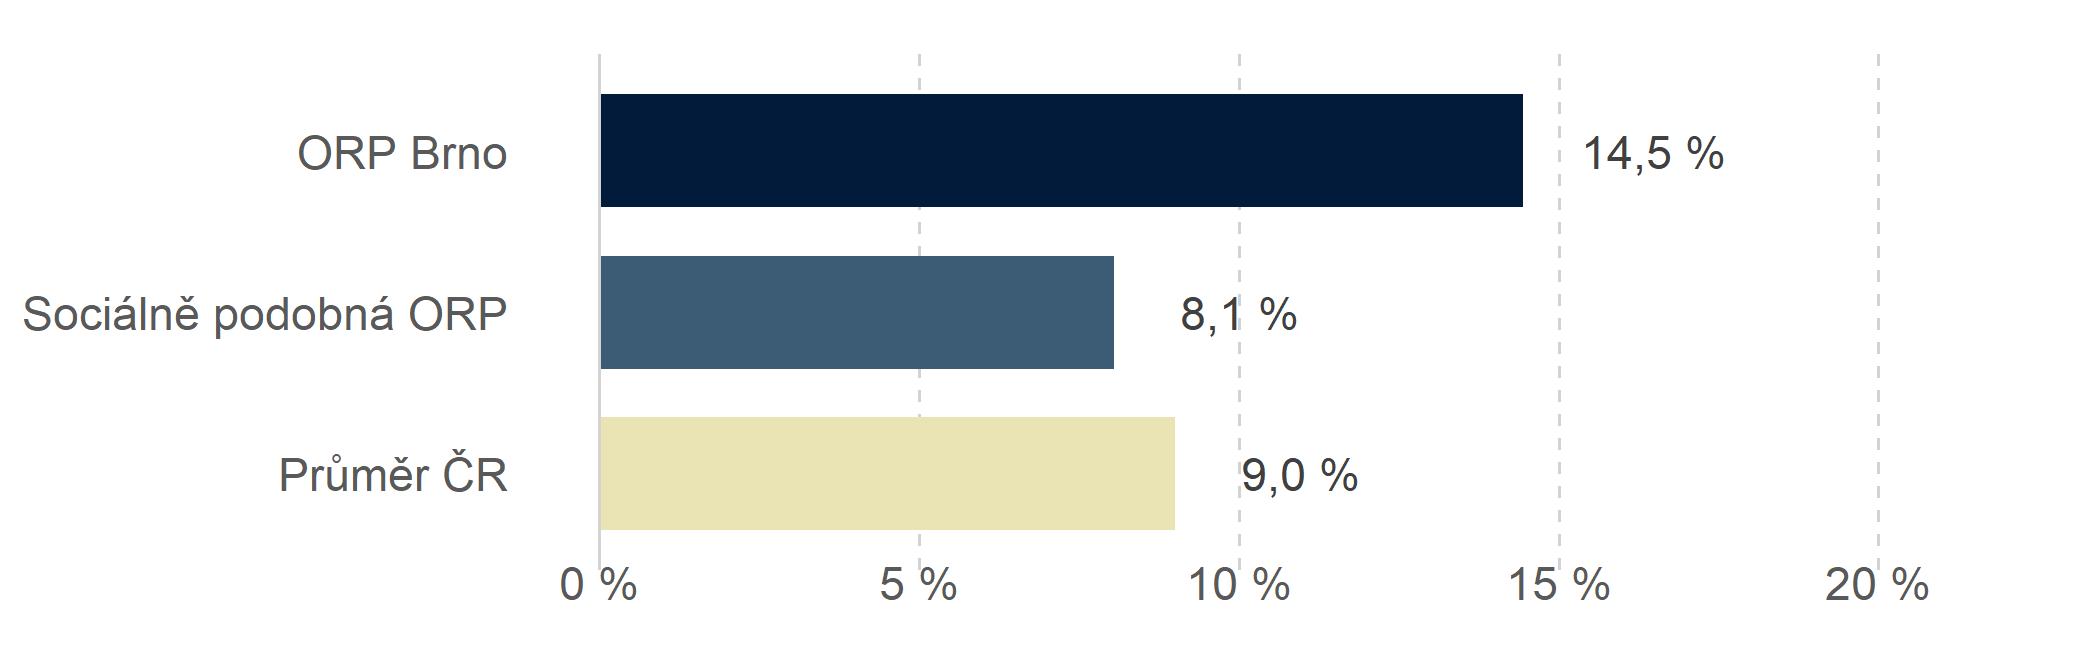 ORP Brno
14,5 %
Sociálně podobná ORP
8,1 %
Průměr ČR
9,0 %
0 %
5 %
10 %
15 %
20 %